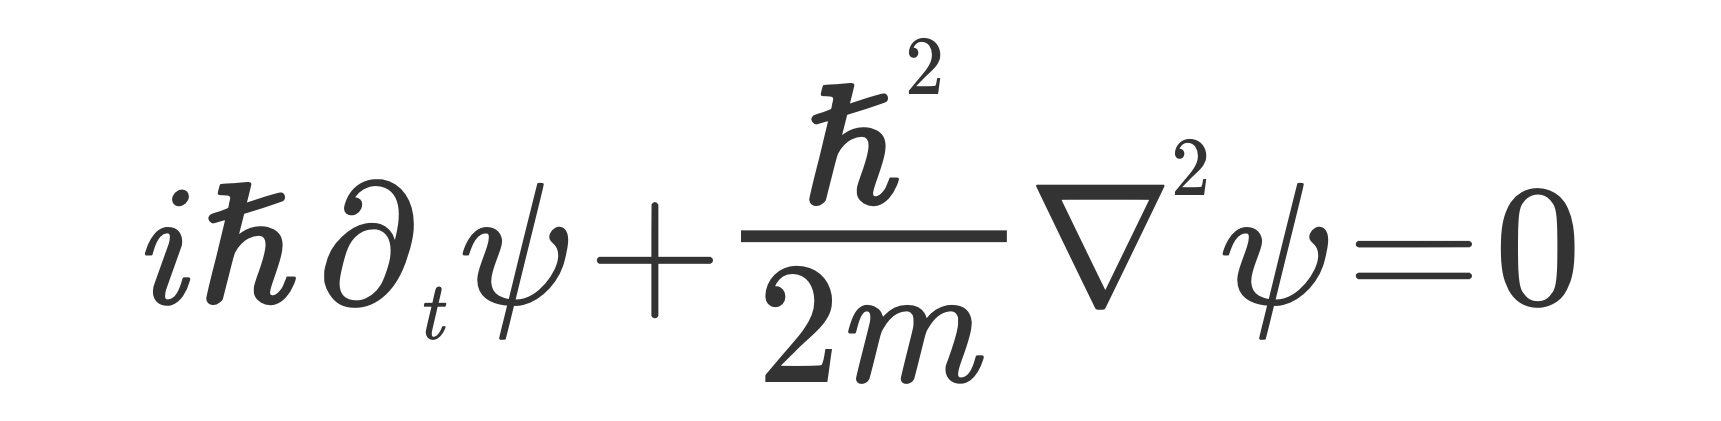 iℏ∂ₜψ + ℏ²/2m ∇²ψ = 0